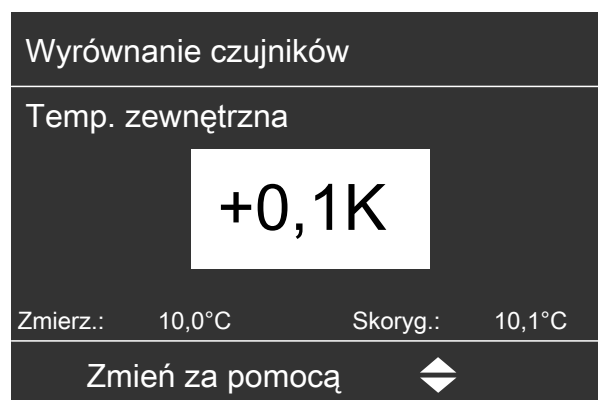 Wyrównanie czujników
Temp. zewnętrzna
+0,1K
Zmierz.: 10,0°C Skoryg.: 10,1°C
Zmień za pomocą